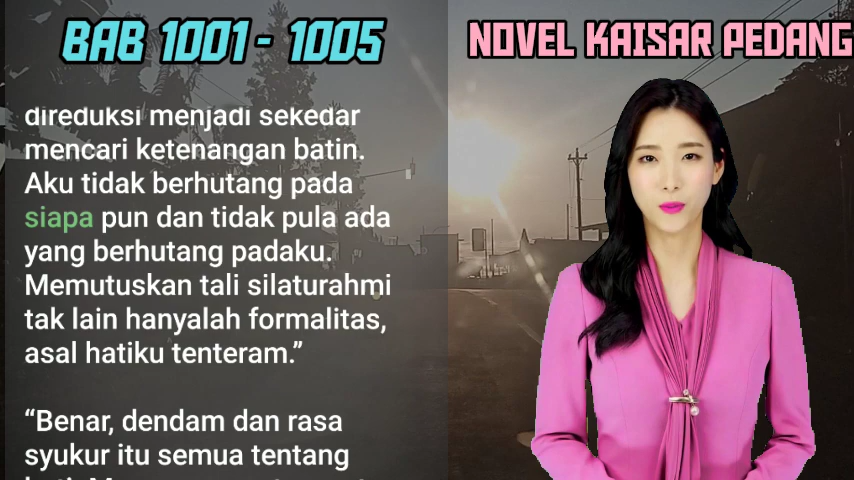 BAB 1001 - 1005
NOVEL KAISAR PEDANG
direduksi menjadi sekedar
mencari ketenangan batin.
Aku tidak berhutang pada
siapa pun dan tidak pula ada
yang berhutang padaku.
Memutuskan tali silaturahmi
tak lain hanyalah formalitas,
asal hatiku tenteram.”
“Benar, dendam dan rasa
syukur itu semua tentang